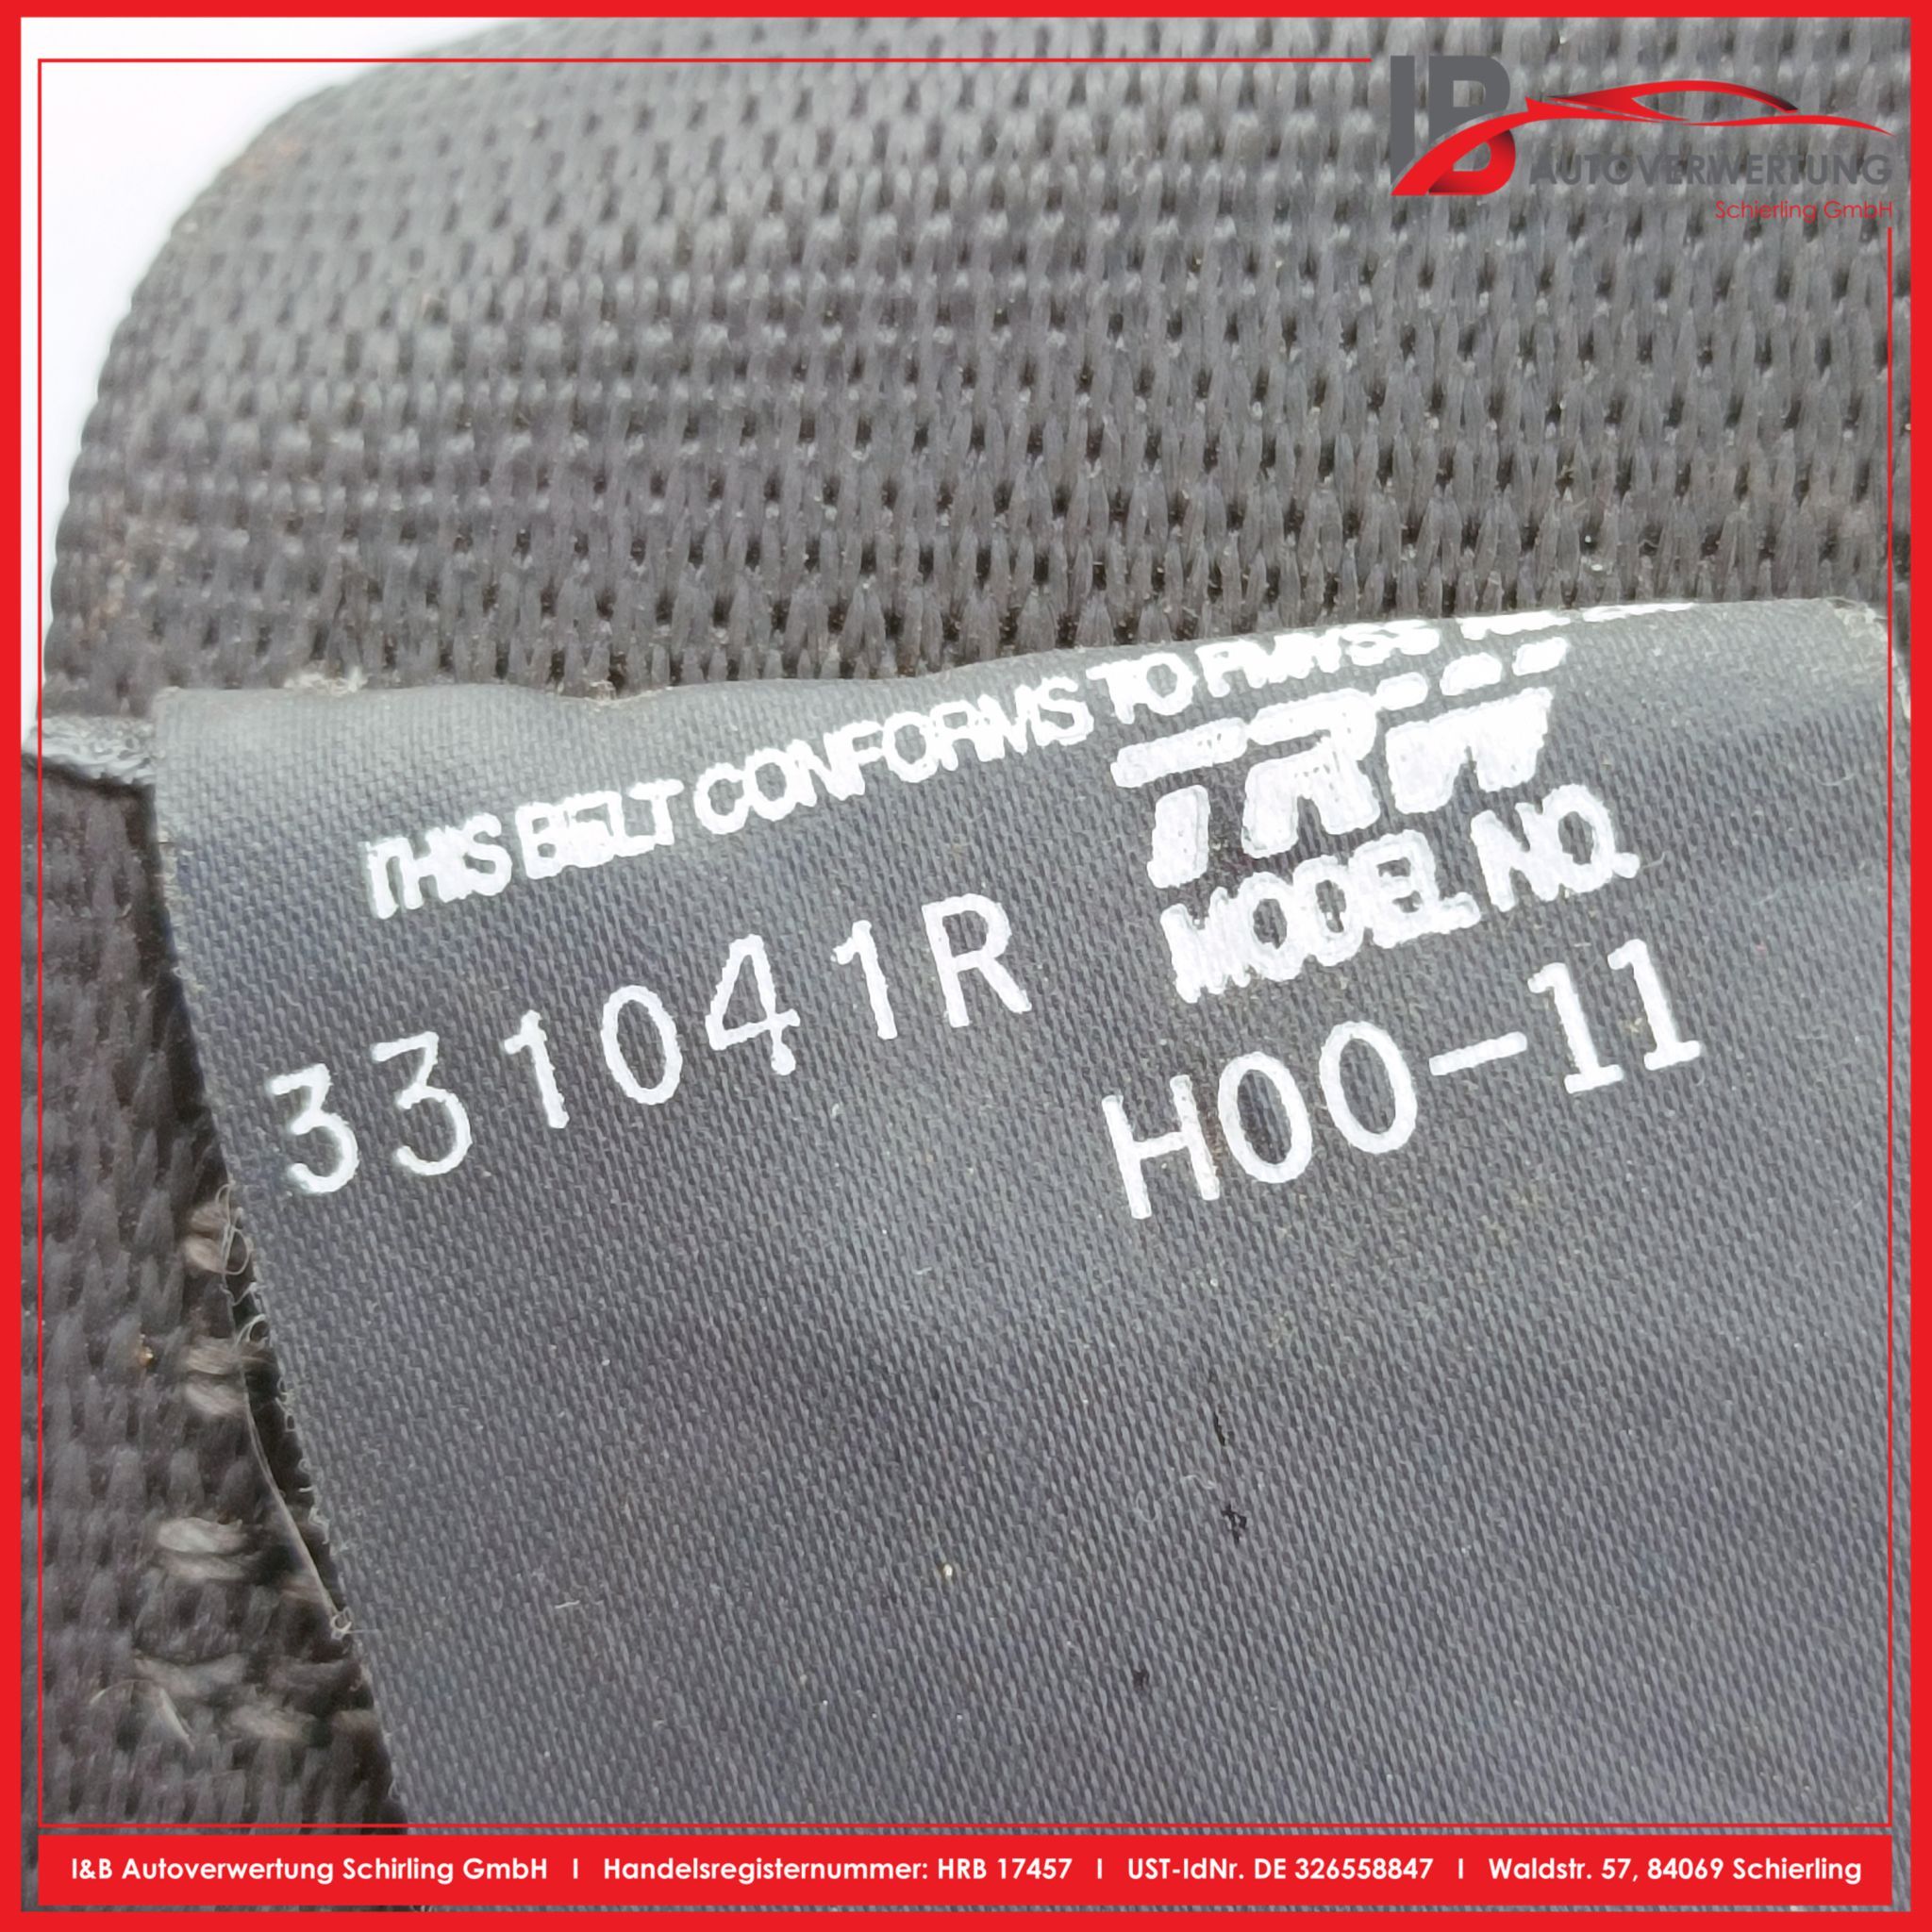 IB
AUTOVERWERTUNG
Schierling GmbH
THIS BELT CONFORMS TO FMVSS
TRW
MODEL NO.
331041R
H00-11
I&B Autoverwertung Schirling GmbH I Handelsregisternummer: HRB 17457 I UST-IdNr. DE 326558847 I Waldstr. 57, 84069 Schierling